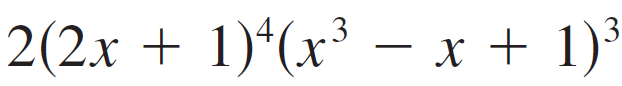 2(2x + 1)⁴(x³ − x + 1)³